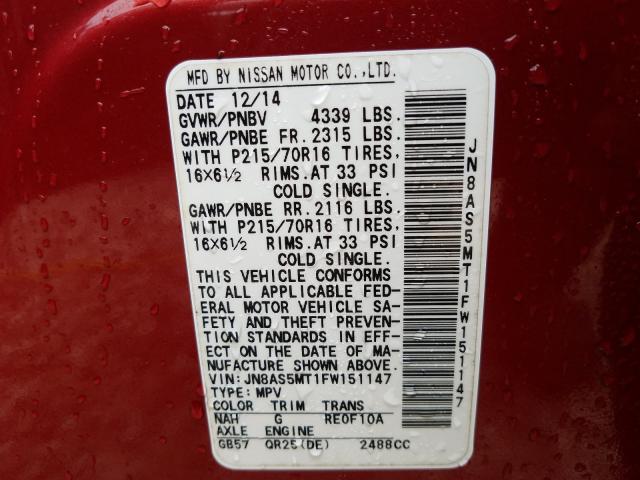 MFD BY NISSAN MOTOR CO.,LTD.
DATE 12/14
GVWR/PNBV 4339 LBS.
GAWR/PNBE FR. 2315 LBS.
WITH P215/70R16 TIRES,
16X6½ RIMS.AT 33 PSI
COLD SINGLE.
GAWR/PNBE RR. 2116 LBS.
WITH P215/70R16 TIRES,
16X6½ RIMS.AT 33 PSI
COLD SINGLE.
THIS VEHICLE CONFORMS
TO ALL APPLICABLE FED-
ERAL MOTOR VEHICLE SA-
FETY AND THEFT PREVEN-
TION STANDARDS IN EFF-
ECT ON THE DATE OF MA-
NUFACTURE SHOWN ABOVE.
VIN: JN8AS5MT1FW151147
TYPE: MPV
COLOR TRIM TRANS
NAH G RE0F10A
AXLE ENGINE
GB57 QR25(DE) 2488CC
JN8AS5MT1FW151147